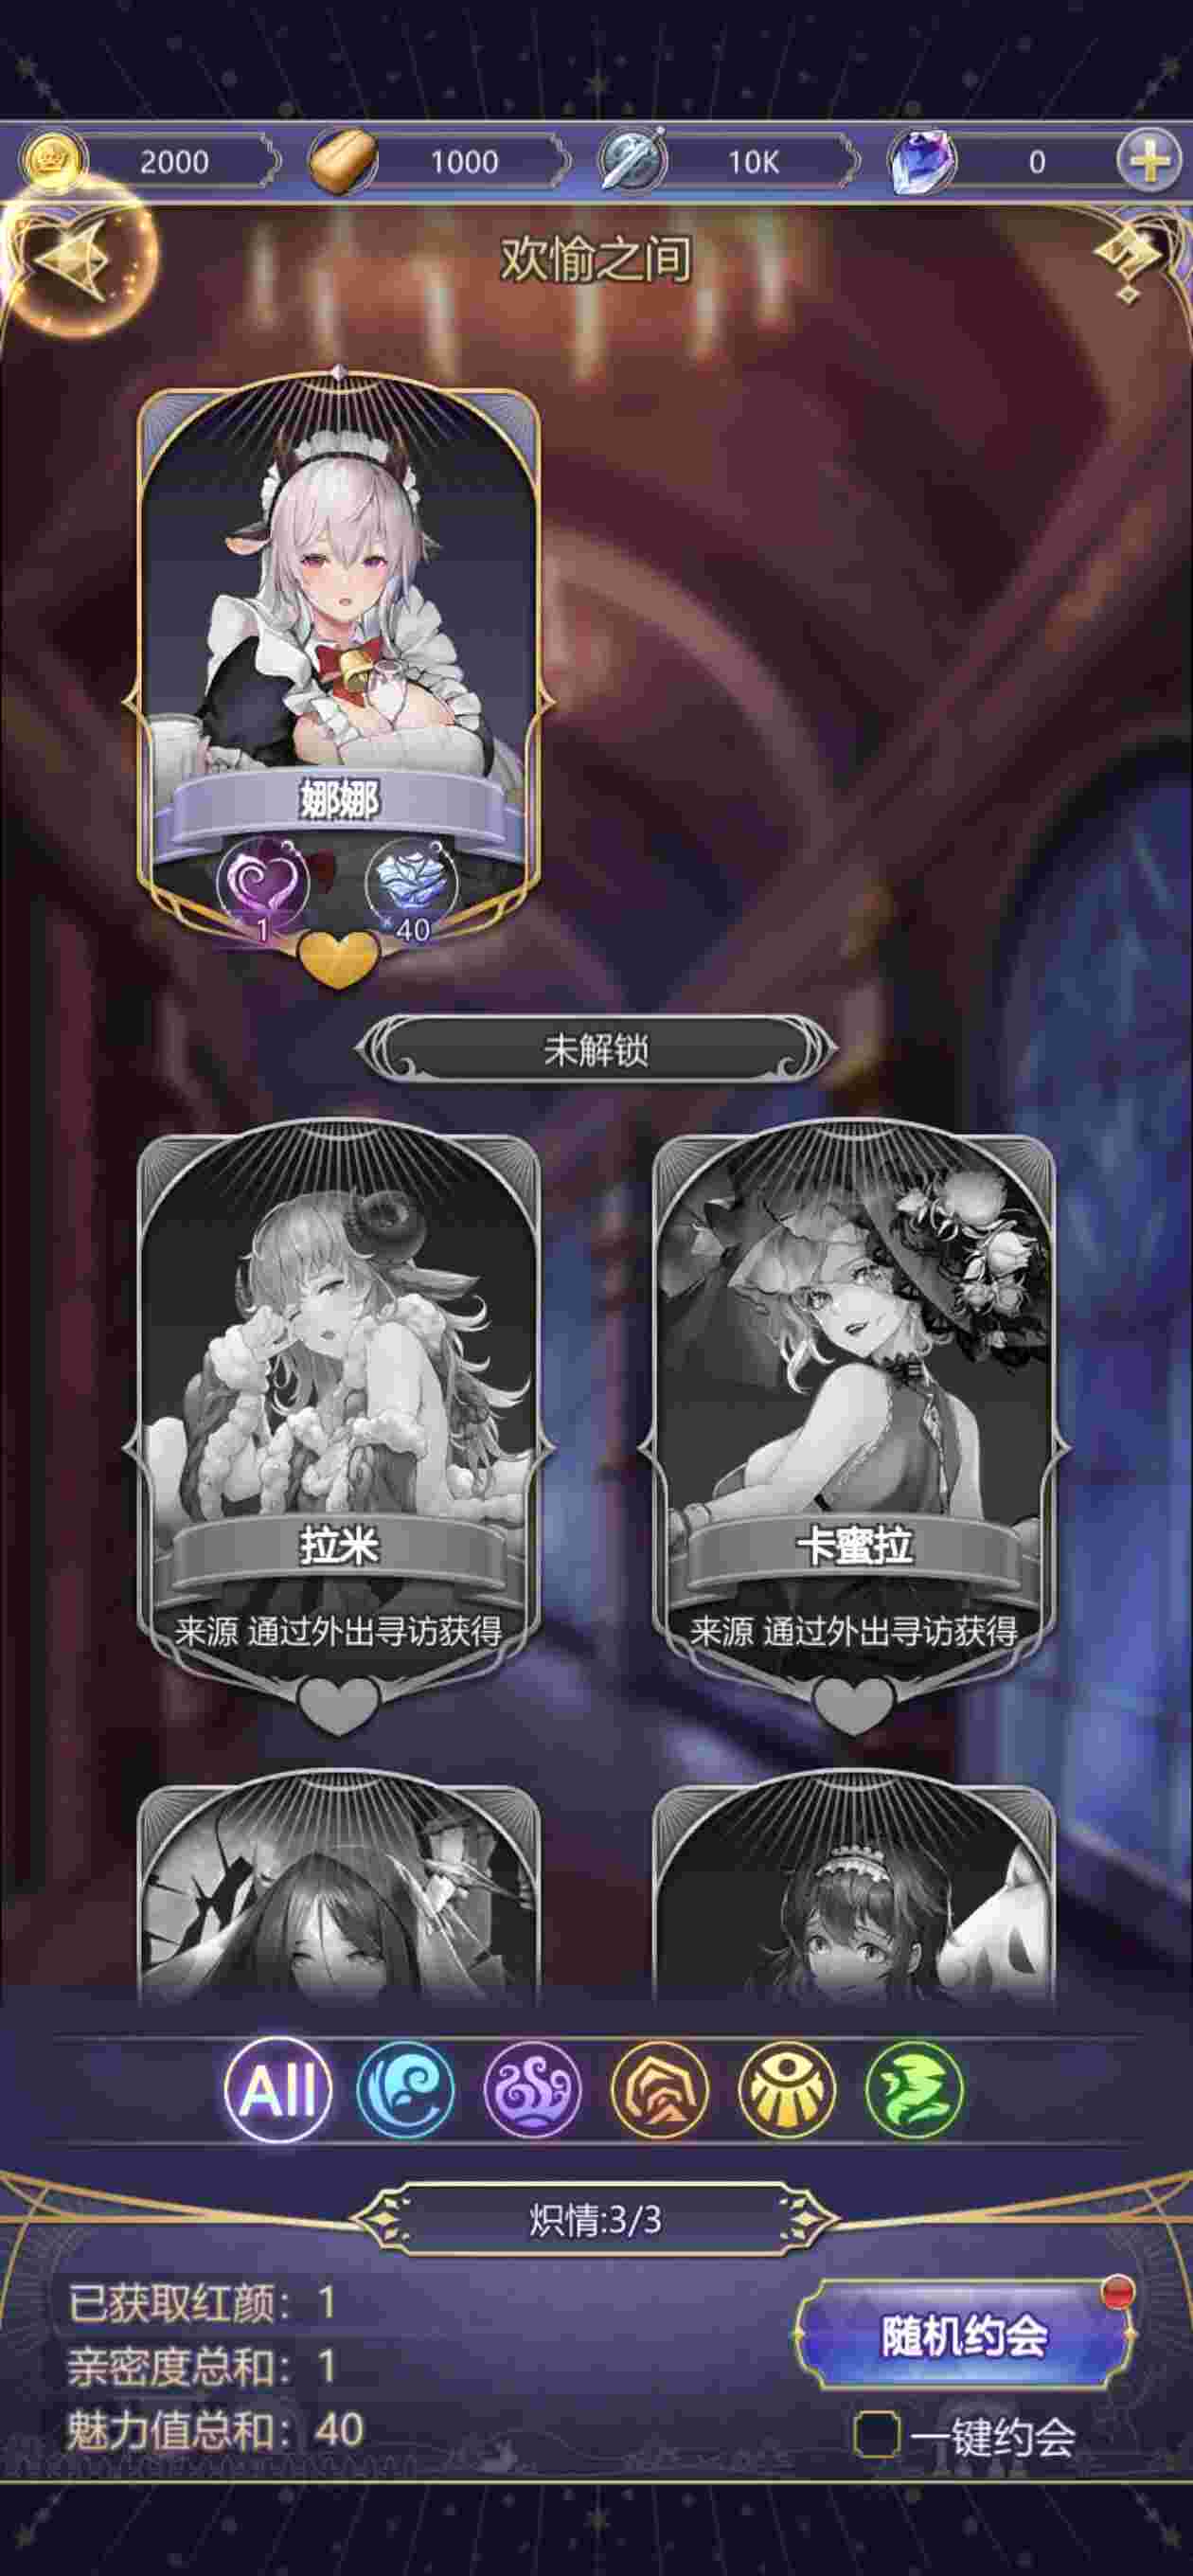 2000 1000 10K 0
欢愉之间
娜娜
1 40
未解锁
拉米 卡蜜拉
来源 通过外出寻访获得 来源 通过外出寻访获得
All
炽情:3/3
已获取红颜：1
亲密度总和：1
魅力值总和：40
随机约会
一键约会